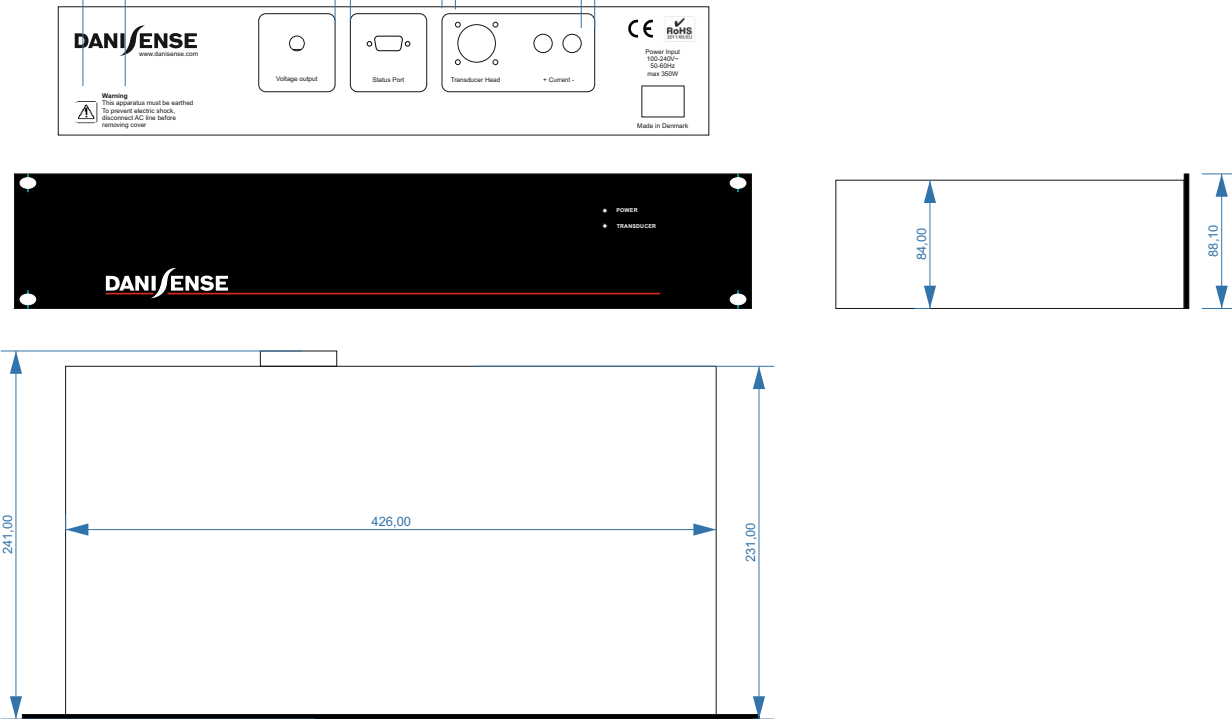 DANISENSE
www.danisense.com
Warning
This apparatus must be earthed
To prevent electric shock,
disconnect AC line before
removing cover
Voltage output
Status Port
Transducer Head
+ Current -
CE
RoHS
2011/65/EU
Power Input
100-240V~
50-60Hz
max 350W
Made in Denmark
POWER
TRANSDUCER
DANISENSE
84,00
88,10
241,00
426,00
231,00